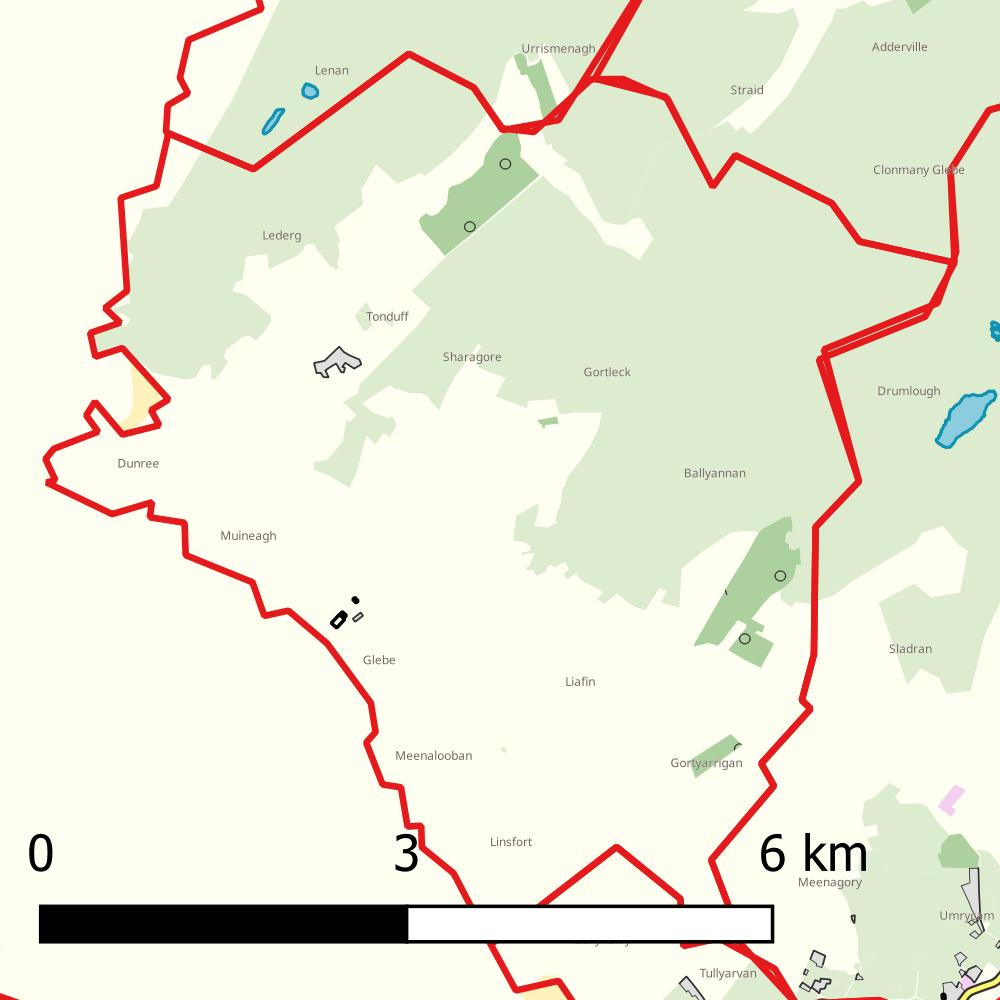 Urrismenagh
Adderville
Lenan
Straid
Clonmany Glebe
Lederg
Tonduff
Sharagore
Gortleck
Drumlough
Dunree
Ballyannan
Muineagh
Sladran
Glebe
Liafin
Meenalooban
Gortyarrigan
Linsfort
0 3 6 km
Meenagory
Umrycam
Tullyarvan